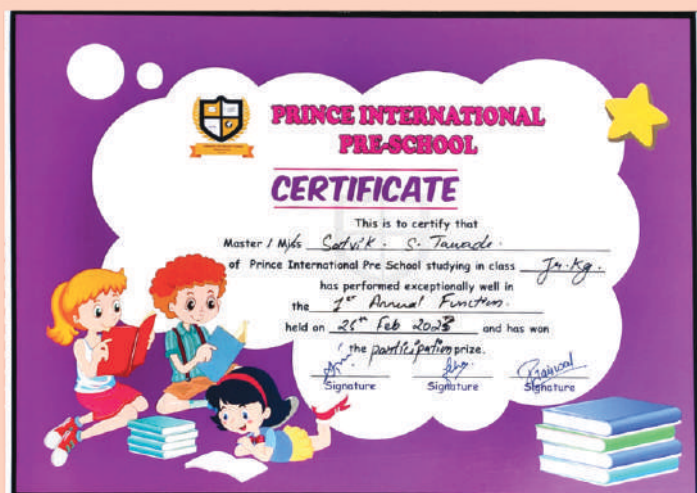 PRINCE INTERNATIONAL
PRE-SCHOOL
CERTIFICATE
This is to certify that
Master / Miss Satvik. S. Tawade.
of Prince International Pre School studying in class Jr. Kg.
has performed exceptionally well in
the 1st Annual Function.
held on 25th Feb 2023 and has won
the participation prize.
Signature Signature Signature